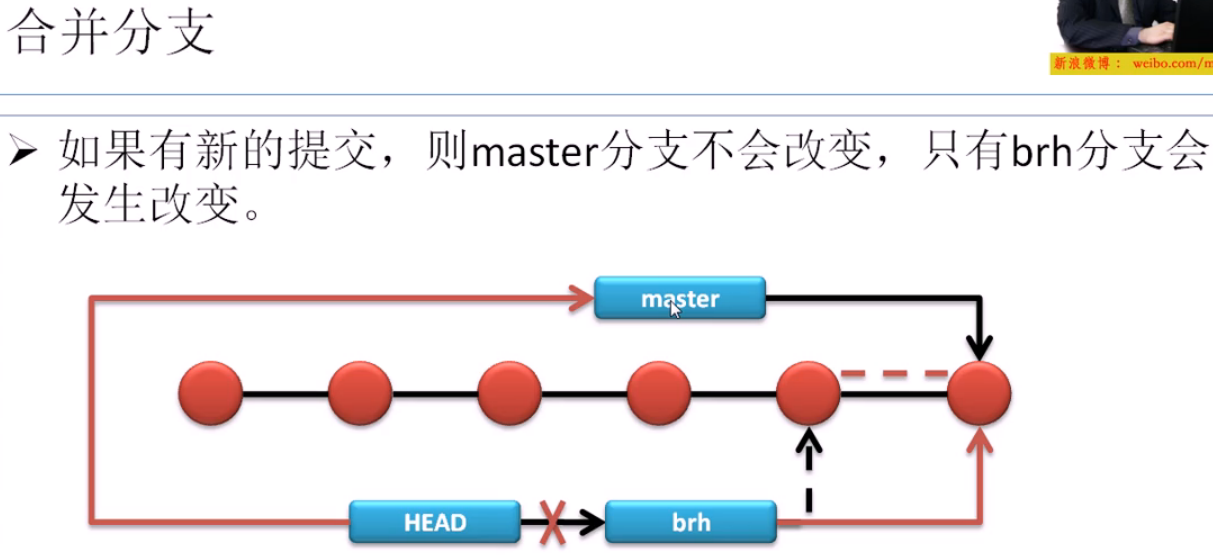 合并分支
新浪微博： weibo.com/m
➢ 如果有新的提交，则master分支不会改变，只有brh分支会
发生改变。
master
HEAD
brh